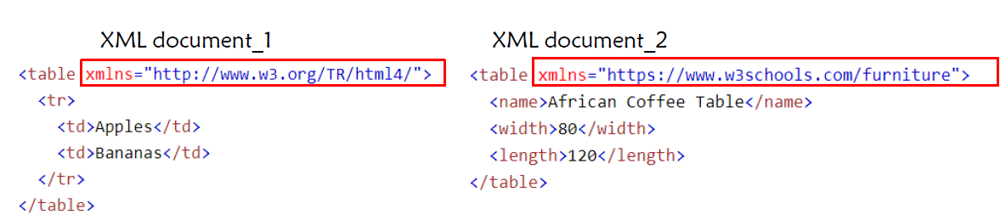 XML document_1
<table xmlns="http://www.w3.org/TR/html4/">
  <tr>
    <td>Apples</td>
    <td>Bananas</td>
  </tr>
</table>
XML document_2
<table xmlns="https://www.w3schools.com/furniture">
  <name>African Coffee Table</name>
  <width>80</width>
  <length>120</length>
</table>